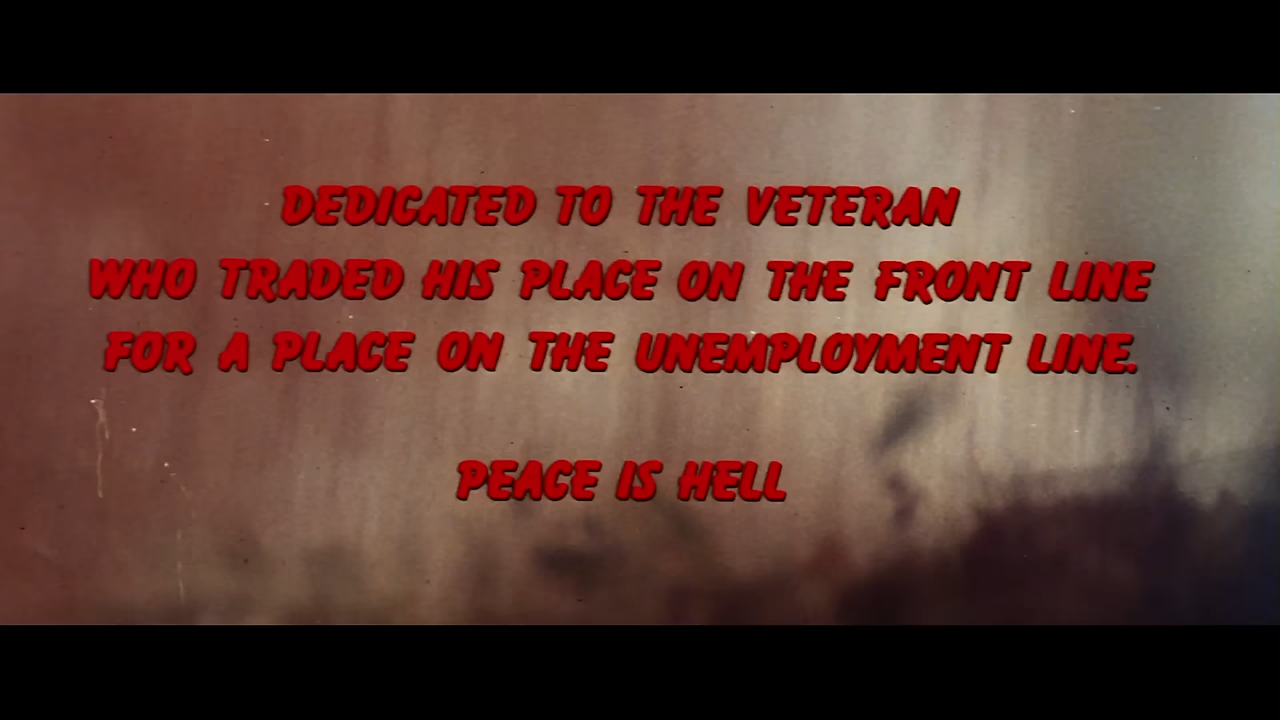 DEDICATED TO THE VETERAN
WHO TRADED HIS PLACE ON THE FRONT LINE
FOR A PLACE ON THE UNEMPLOYMENT LINE.
PEACE IS HELL